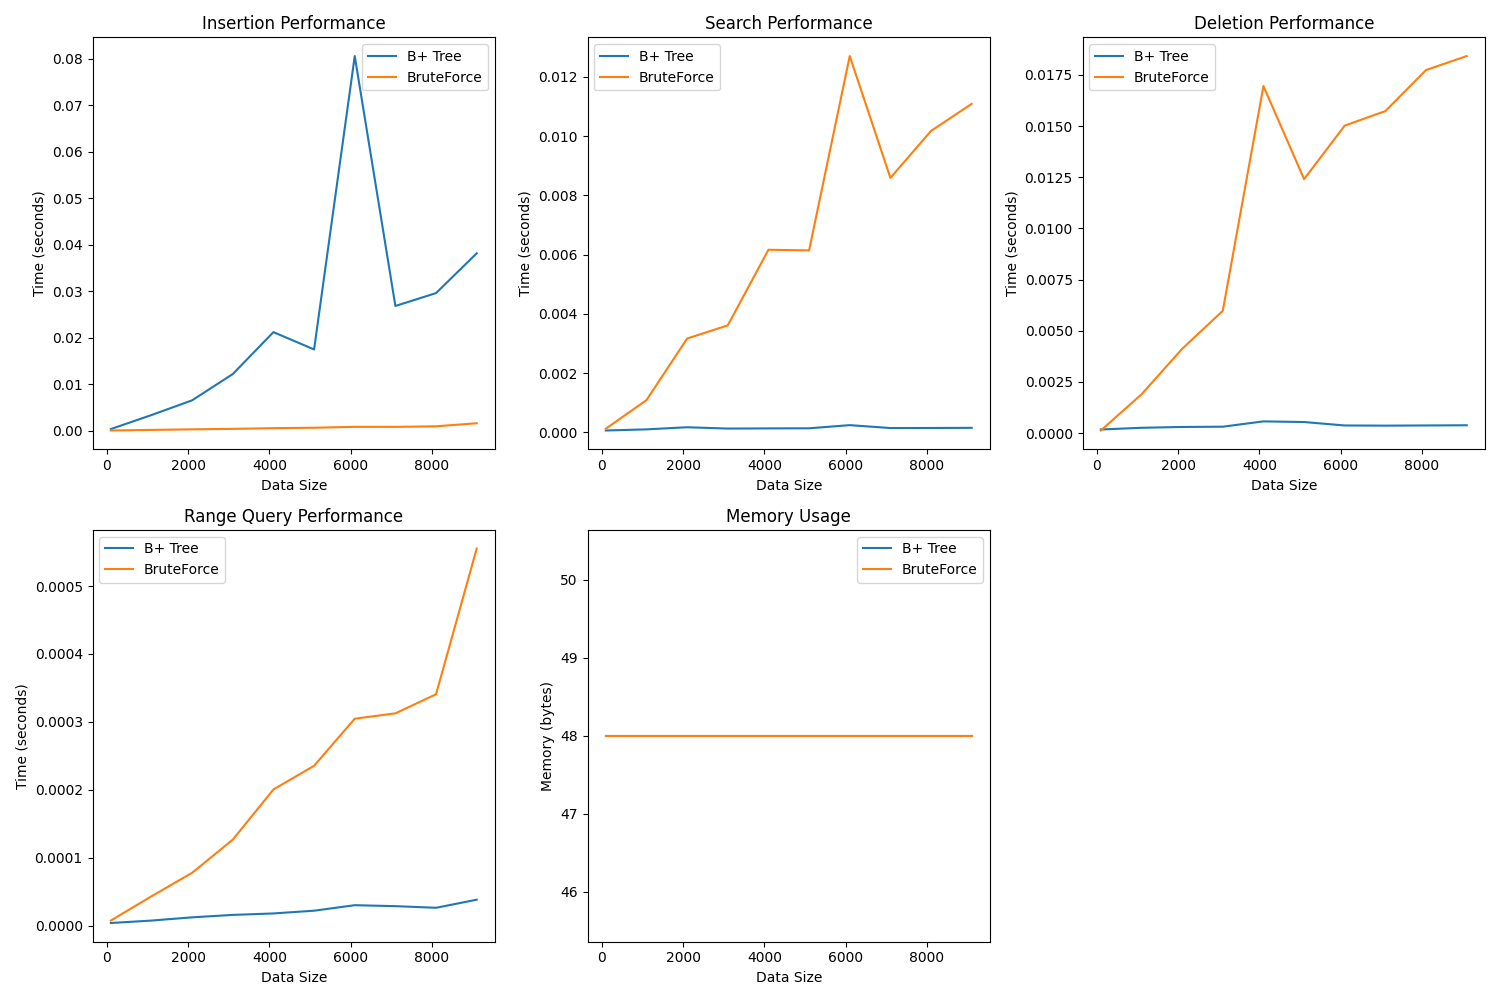 Insertion Performance
B+ Tree
BruteForce
0.08
0.07
0.06
0.05
0.04
0.03
0.02
0.01
0.00
Time (seconds)
0 2000 4000 6000 8000
Data Size
Search Performance
B+ Tree
BruteForce
0.012
0.010
0.008
0.006
0.004
0.002
0.000
Time (seconds)
0 2000 4000 6000 8000
Data Size
Deletion Performance
B+ Tree
BruteForce
0.0175
0.0150
0.0125
0.0100
0.0075
0.0050
0.0025
0.0000
Time (seconds)
0 2000 4000 6000 8000
Data Size
Range Query Performance
B+ Tree
BruteForce
0.0005
0.0004
0.0003
0.0002
0.0001
0.0000
Time (seconds)
0 2000 4000 6000 8000
Data Size
Memory Usage
B+ Tree
BruteForce
50
49
48
47
46
Memory (bytes)
0 2000 4000 6000 8000
Data Size